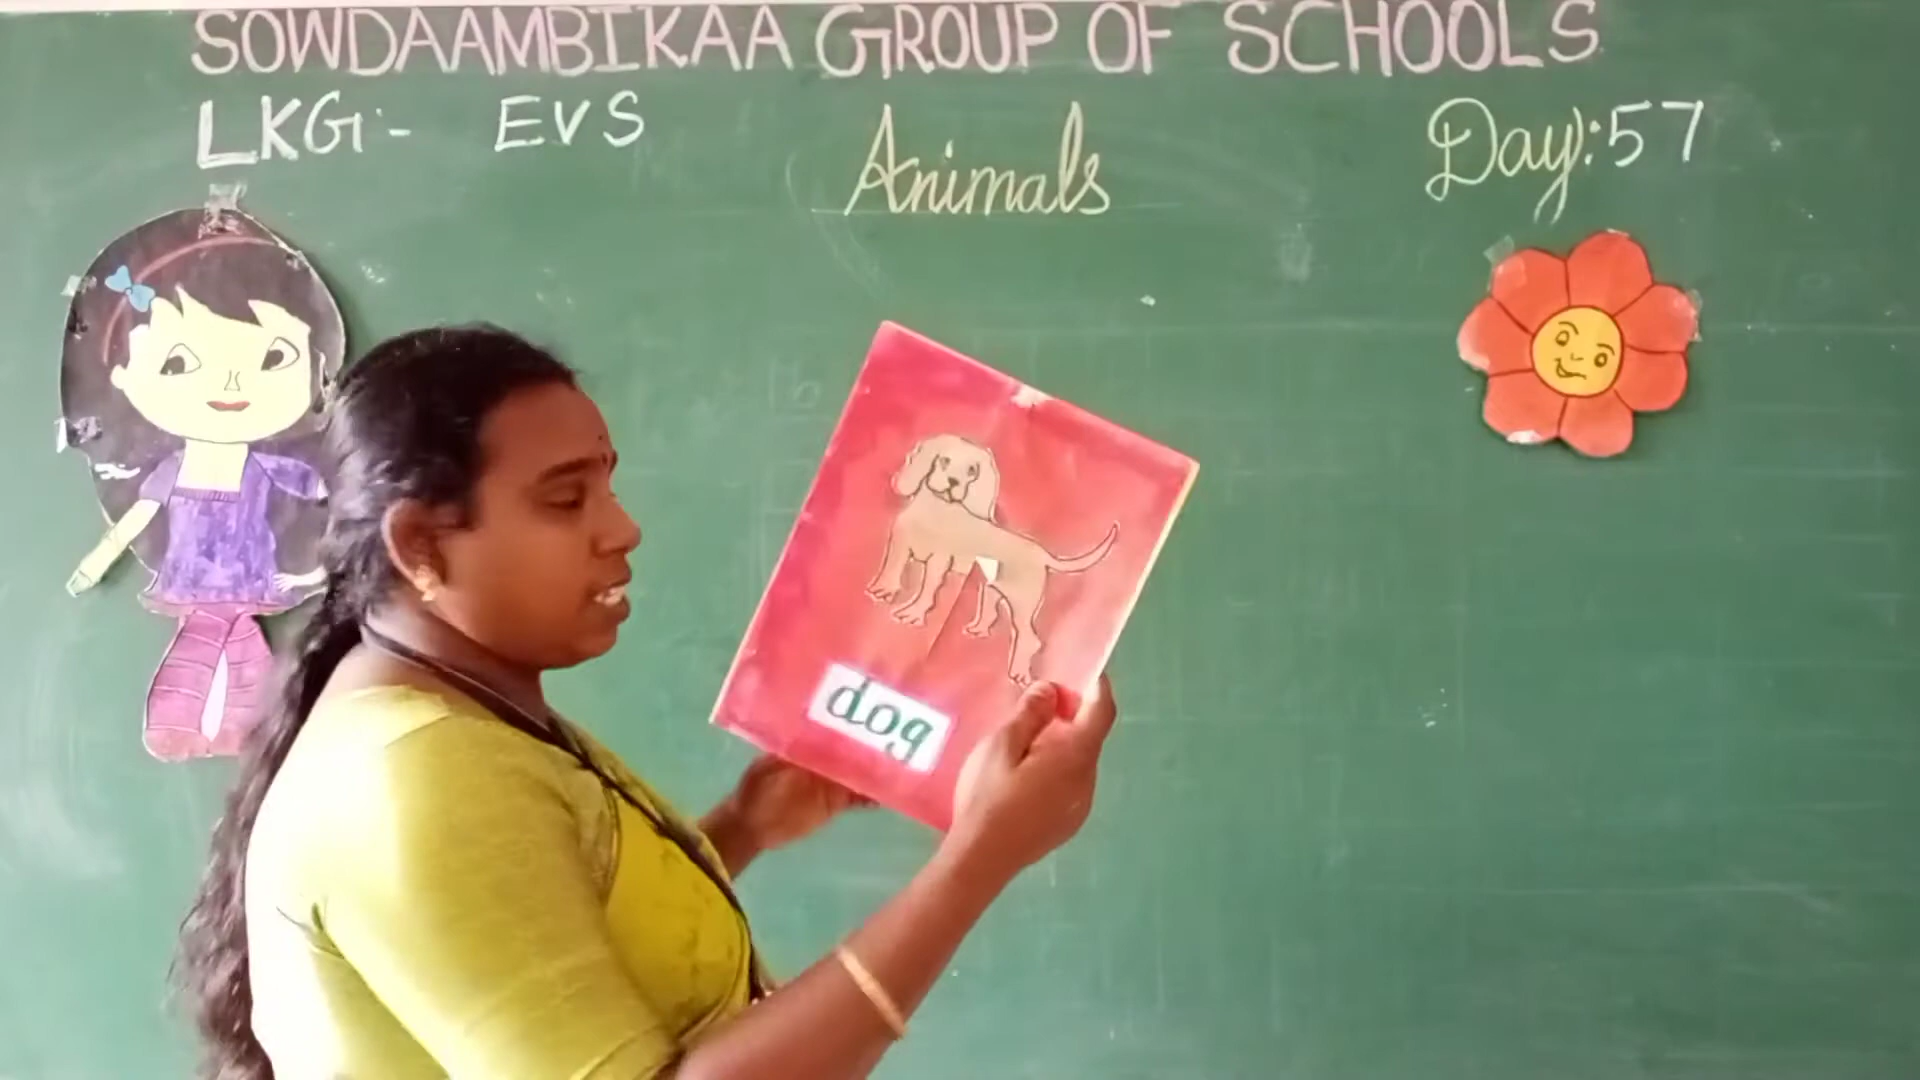 SOWDAAMBIKAA GROUP OF SCHOOLS
LKG:- EVS
Animals
Day:57
dog